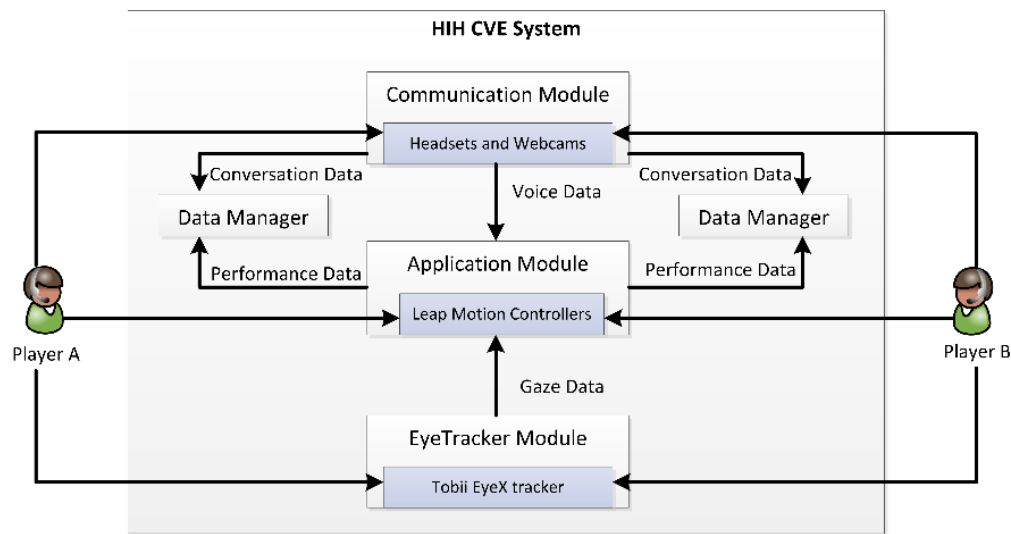 HIH CVE System
Communication Module
Headsets and Webcams
Conversation Data
Conversation Data
Voice Data
Data Manager
Data Manager
Application Module
Performance Data
Performance Data
Leap Motion Controllers
Player A
Player B
Gaze Data
EyeTracker Module
Tobii EyeX tracker